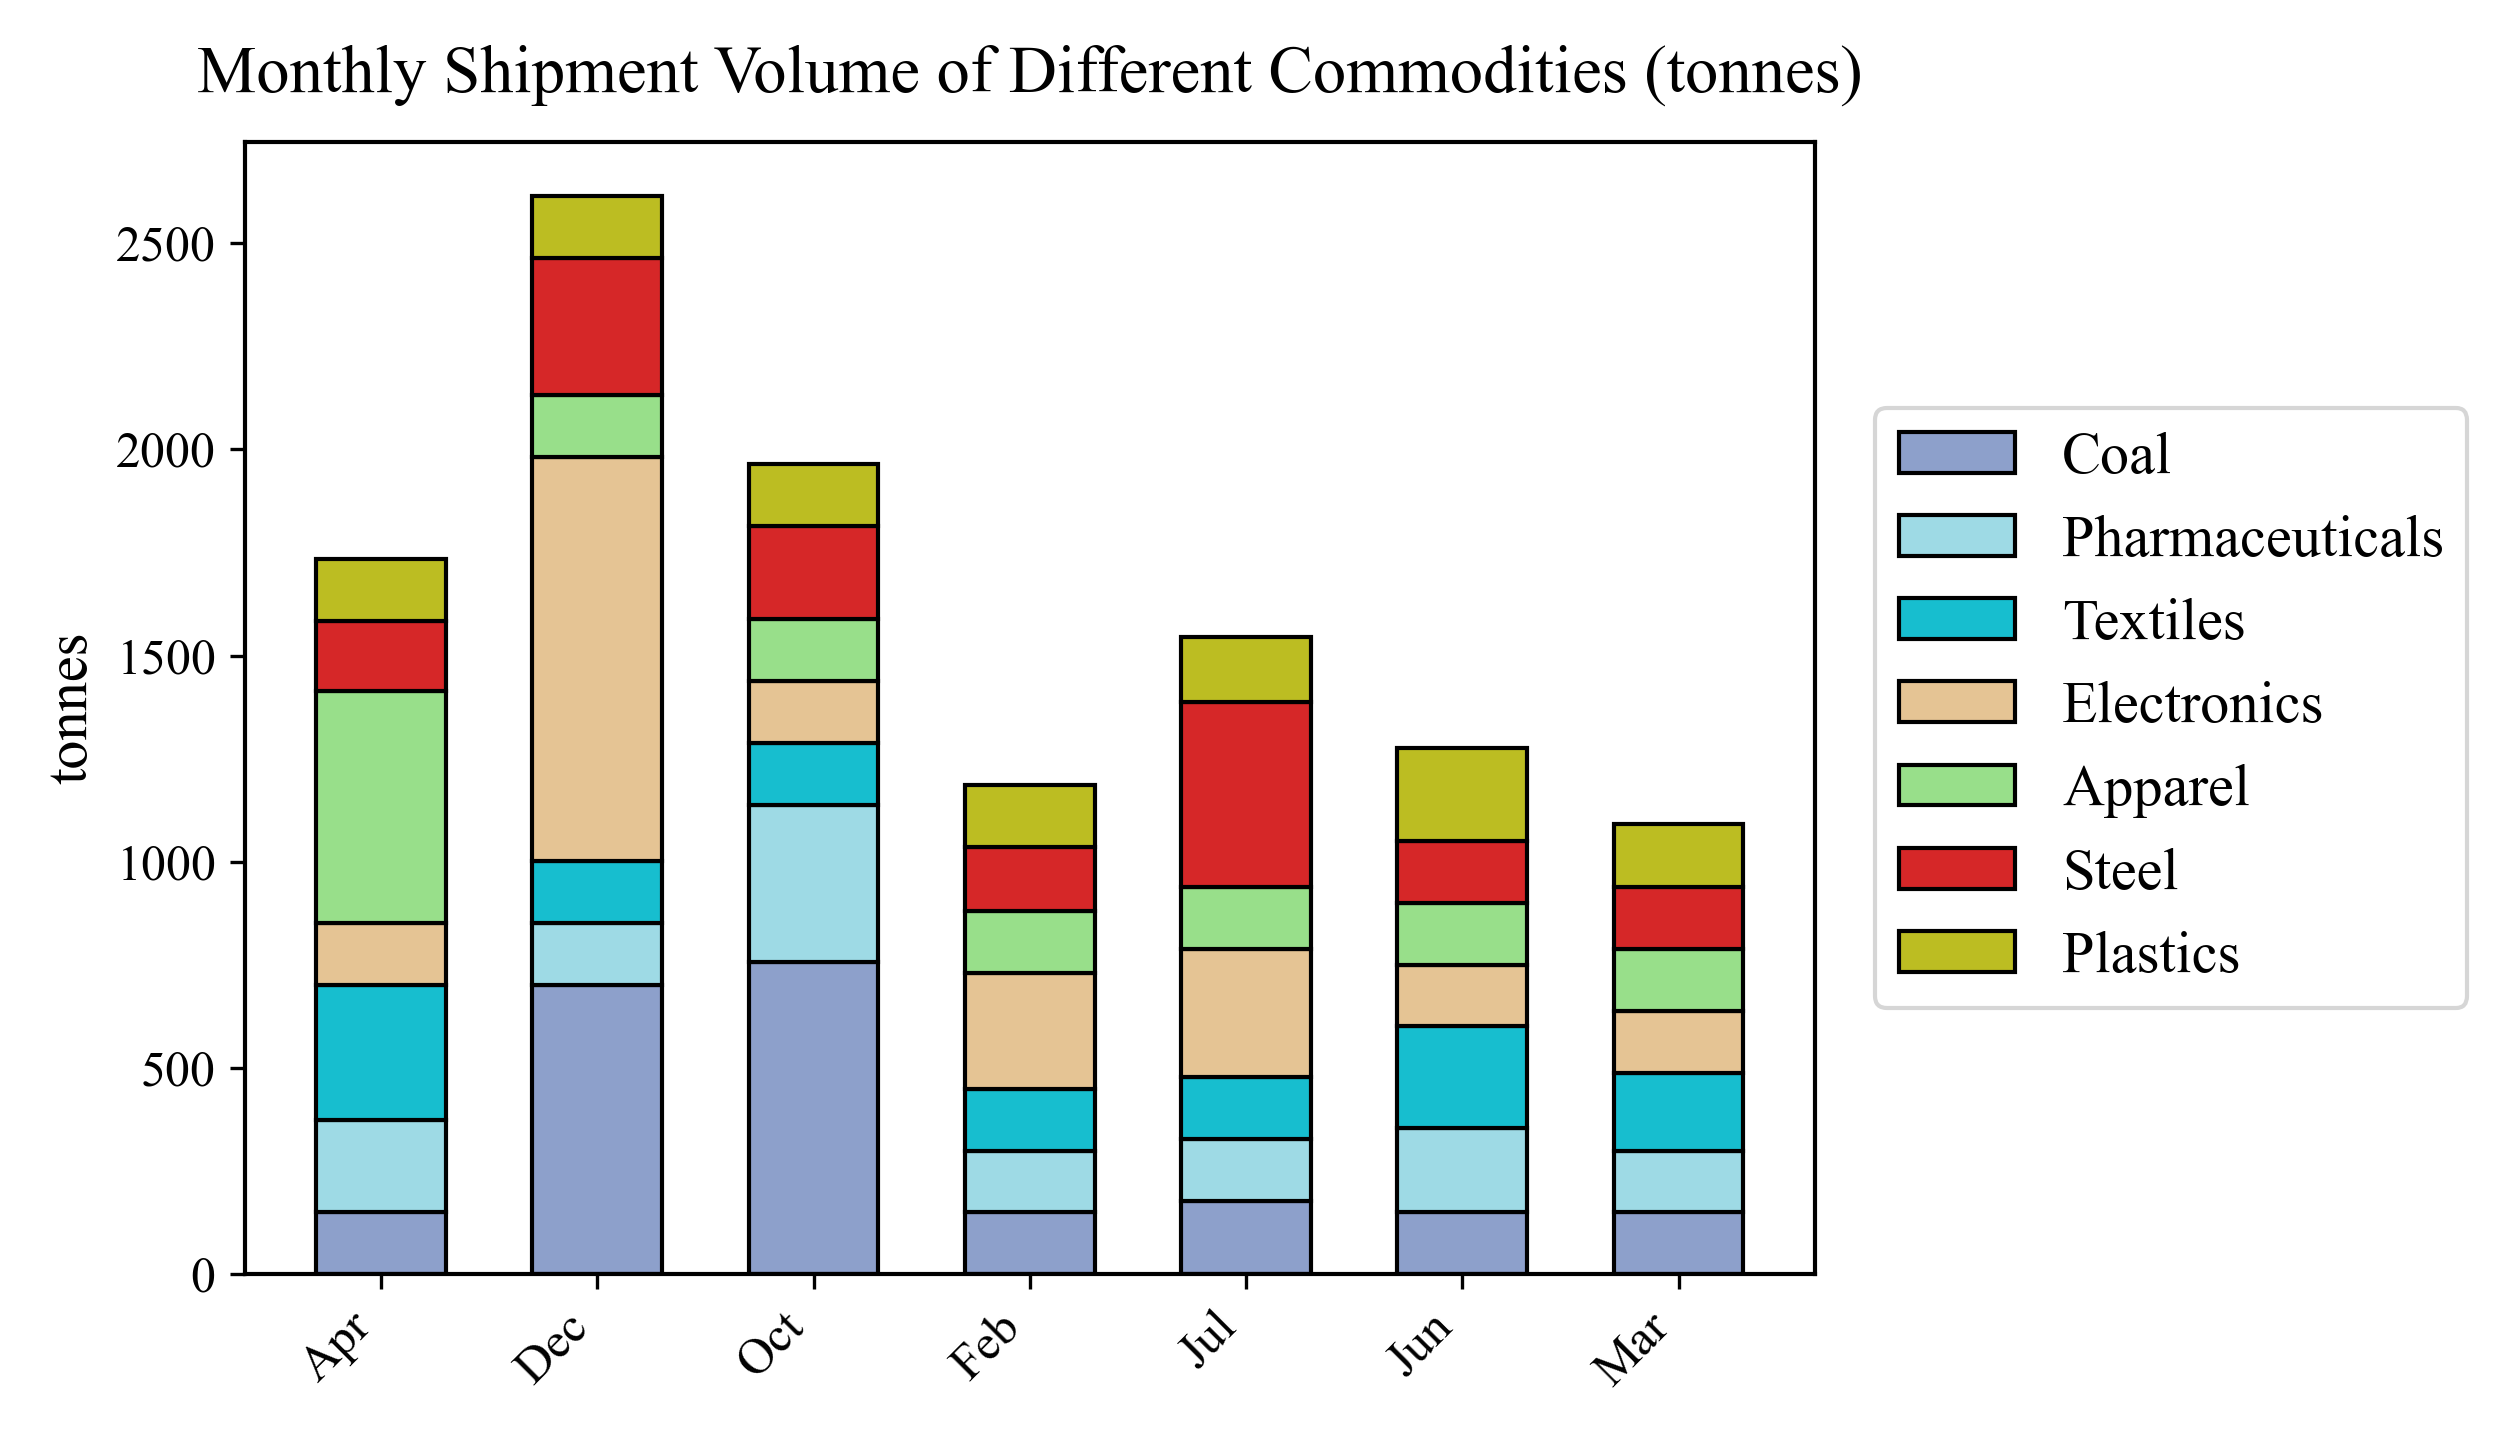 Monthly Shipment Volume of Different Commodities (tonnes)
tonnes
2500
2000
1500
1000
500
0
Apr
Dec
Oct
Feb
Jul
Jun
Mar
Coal
Pharmaceuticals
Textiles
Electronics
Apparel
Steel
Plastics